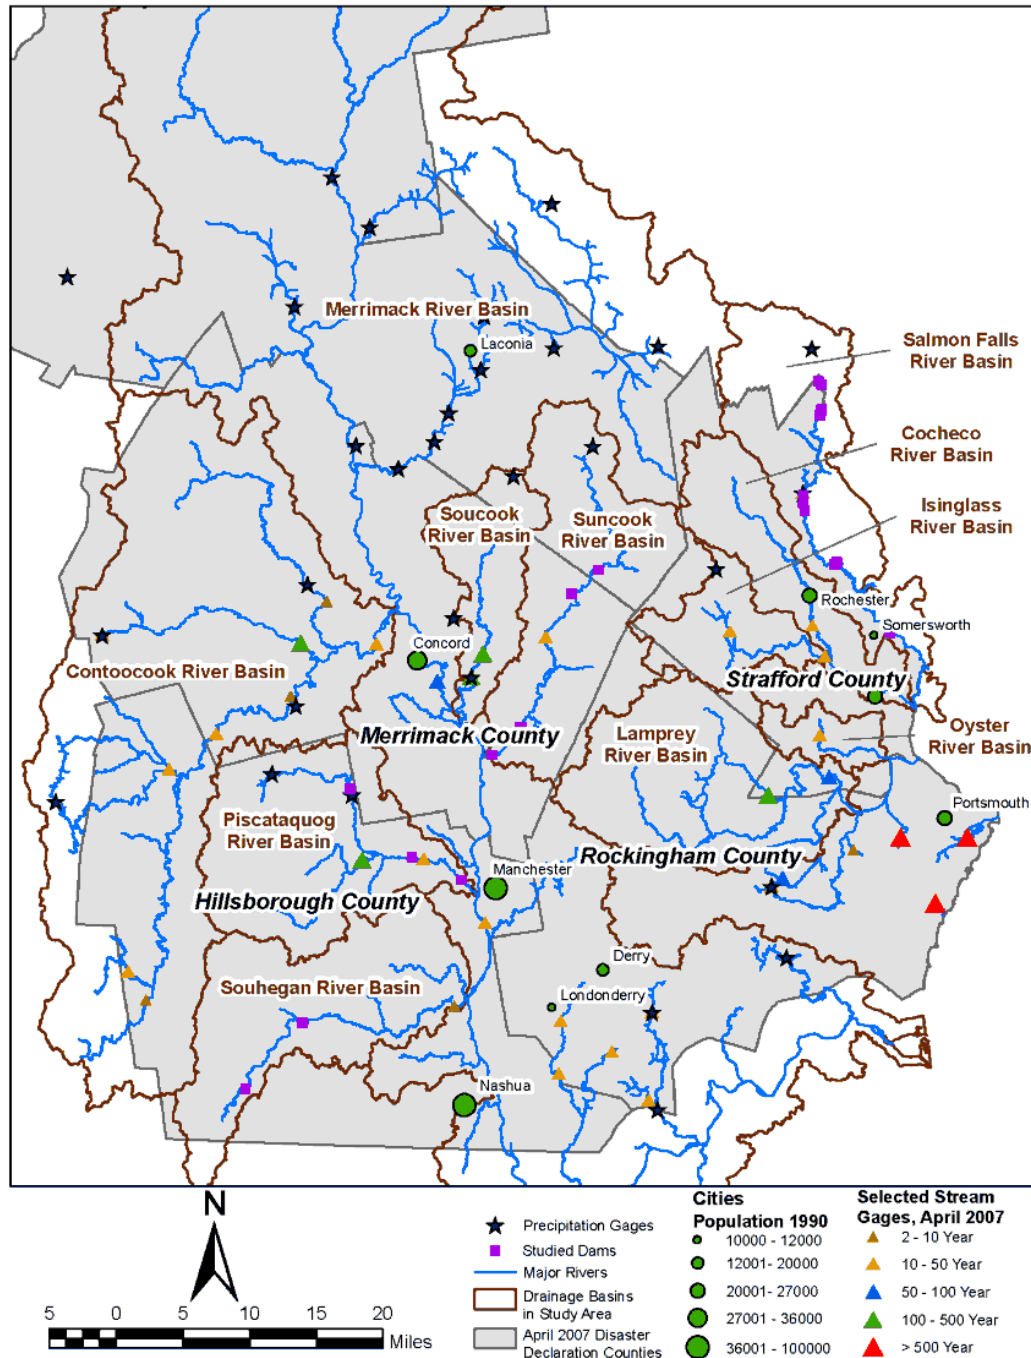 Merrimack River Basin
Laconia
Salmon Falls
River Basin
Cocheco
River Basin
Isinglass
River Basin
Soucook
River Basin
Suncook
River Basin
Rochester
Somersworth
Concord
Contoocook River Basin
Strafford County
Merrimack County
Lamprey
River Basin
Oyster
River Basin
Piscataquog
River Basin
Portsmouth
Rockingham County
Manchester
Hillsborough County
Derry
Souhegan River Basin
Londonderry
Nashua
N
5 0 5 10 15 20
Miles
Precipitation Gages
Studied Dams
Major Rivers
Drainage Basins
in Study Area
April 2007 Disaster
Declaration Counties
Cities
Population 1990
10000 - 12000
12001- 20000
20001- 27000
27001 - 36000
36001 - 100000
Selected Stream
Gages, April 2007
2 - 10 Year
10 - 50 Year
50 - 100 Year
100 - 500 Year
> 500 Year